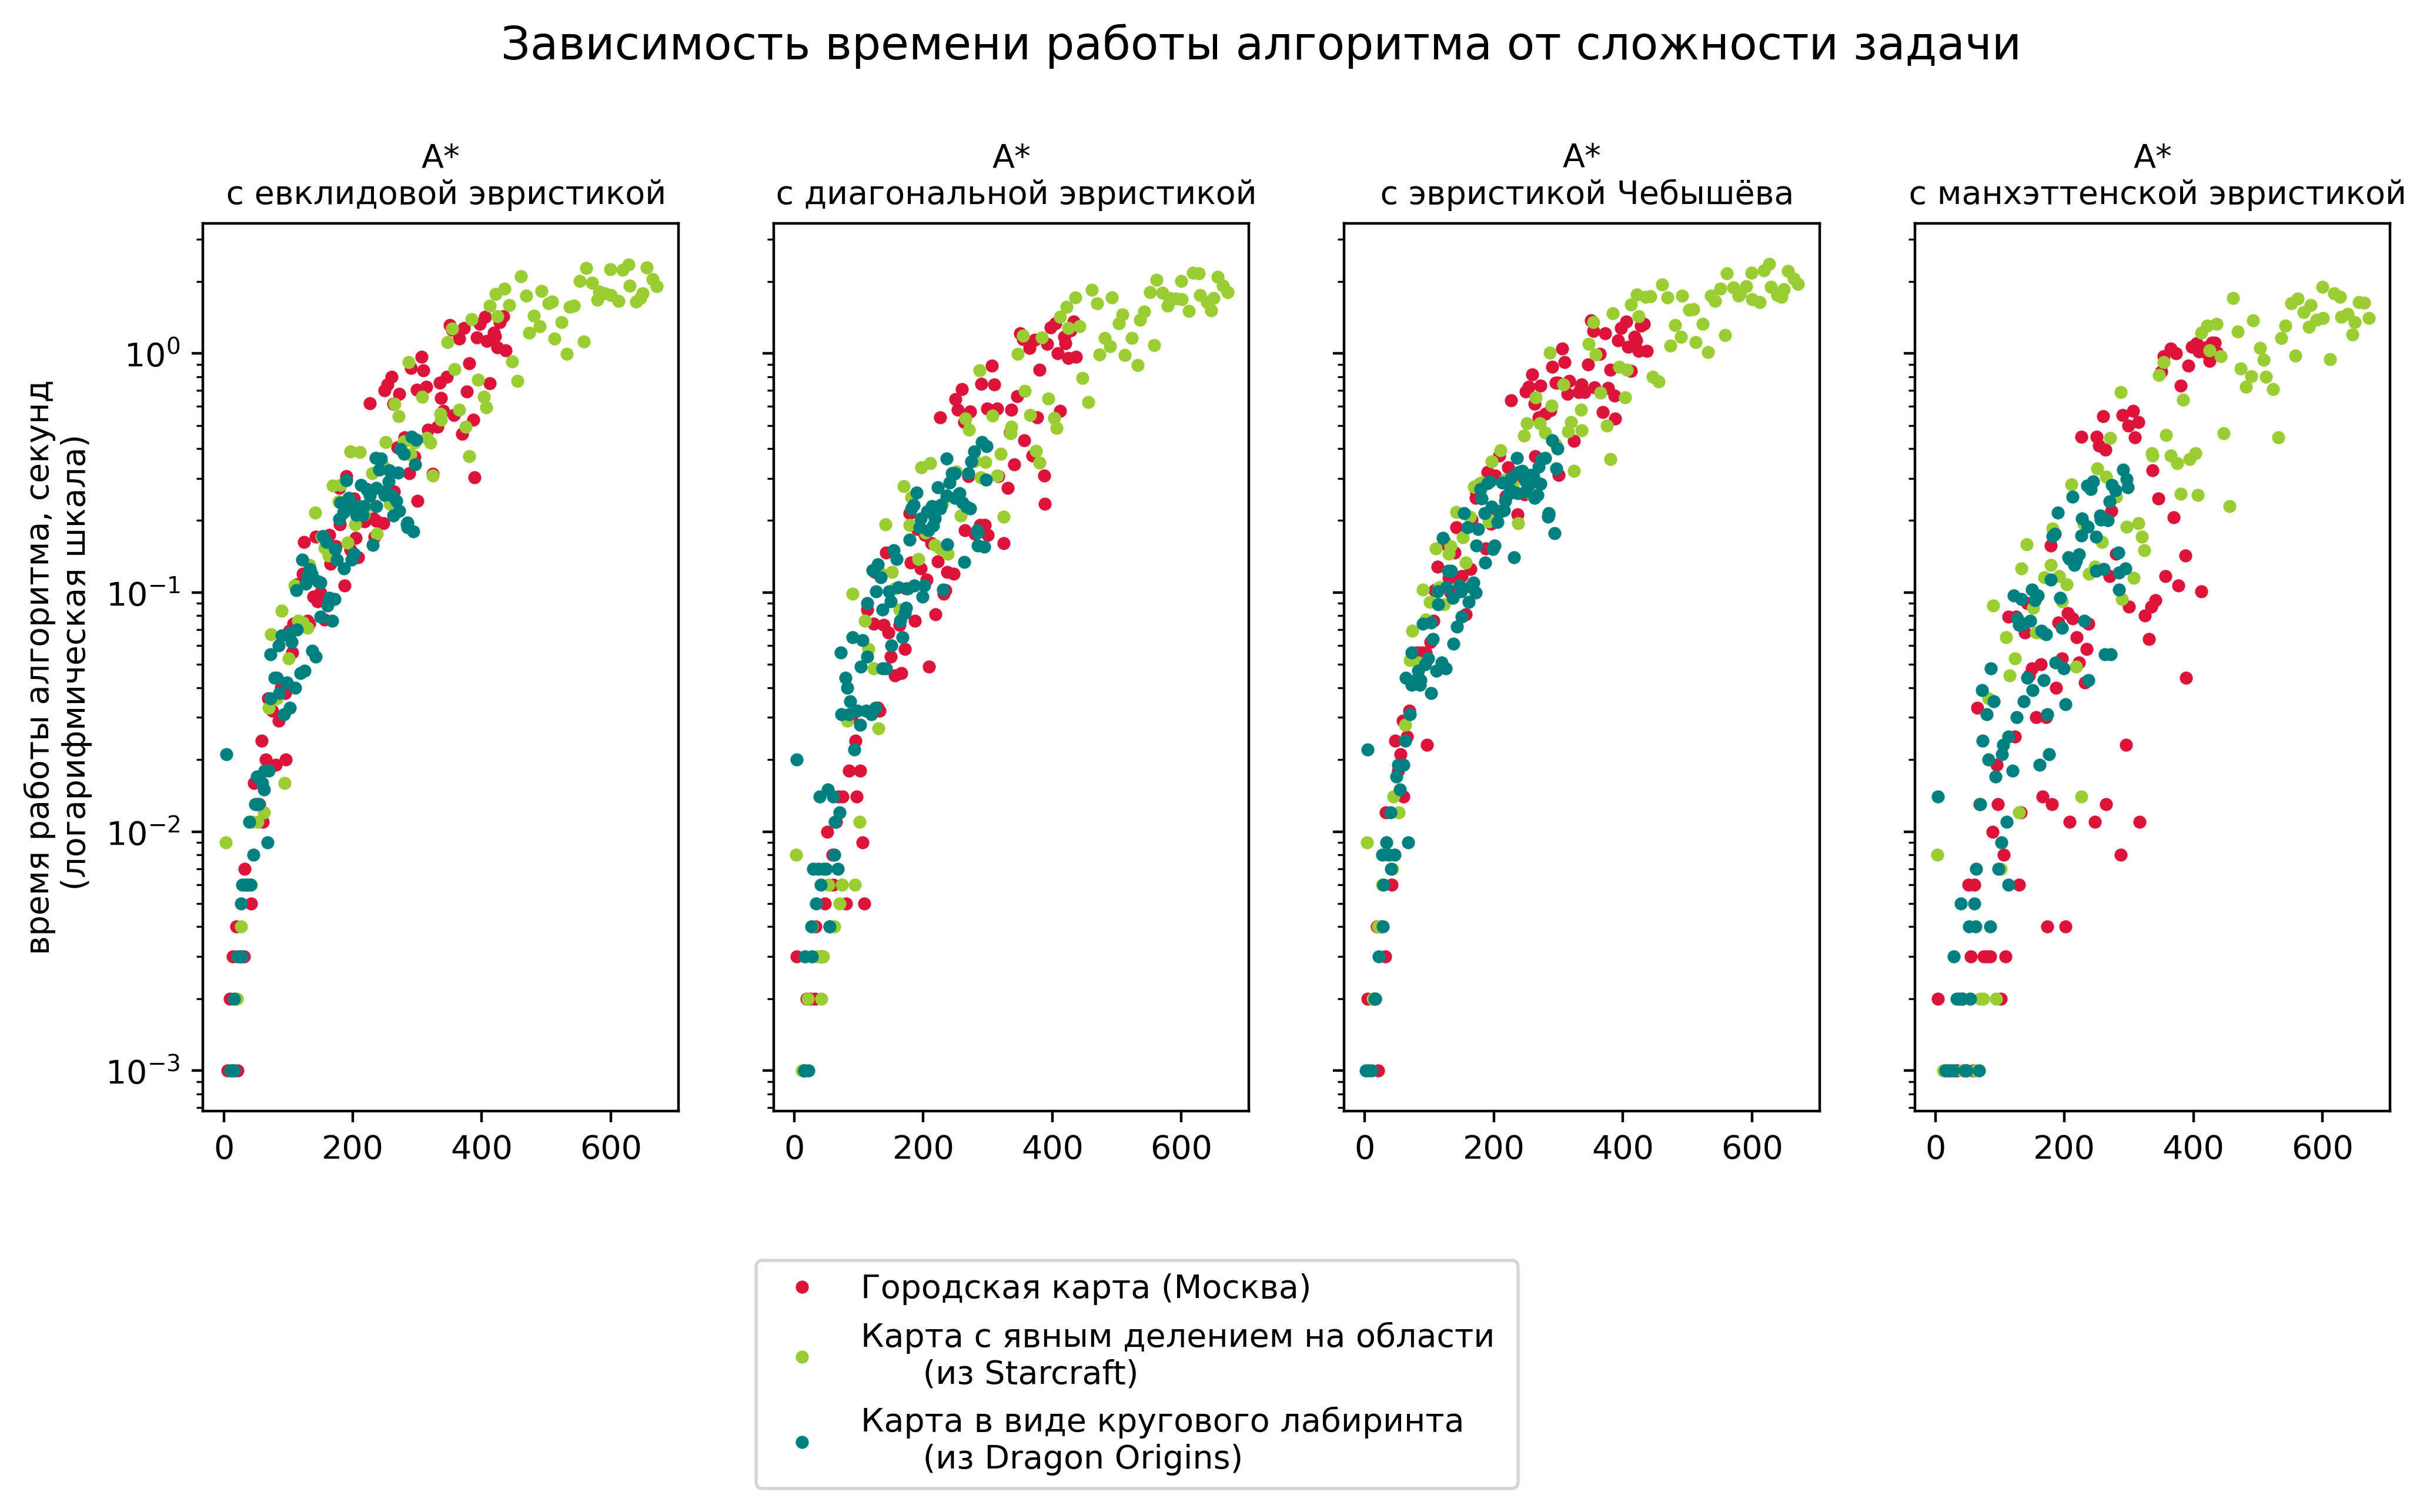 Зависимость времени работы алгоритма от сложности задачи
A*
с евклидовой эвристикой
A*
с диагональной эвристикой
A*
с эвристикой Чебышёва
A*
с манхэттенской эвристикой
время работы алгоритма, секунд
(логарифмическая шкала)
10⁰
10⁻¹
10⁻²
10⁻³
0 200 400 600
0 200 400 600
0 200 400 600
0 200 400 600
Городская карта (Москва)
Карта с явным делением на области
(из Starcraft)
Карта в виде кругового лабиринта
(из Dragon Origins)